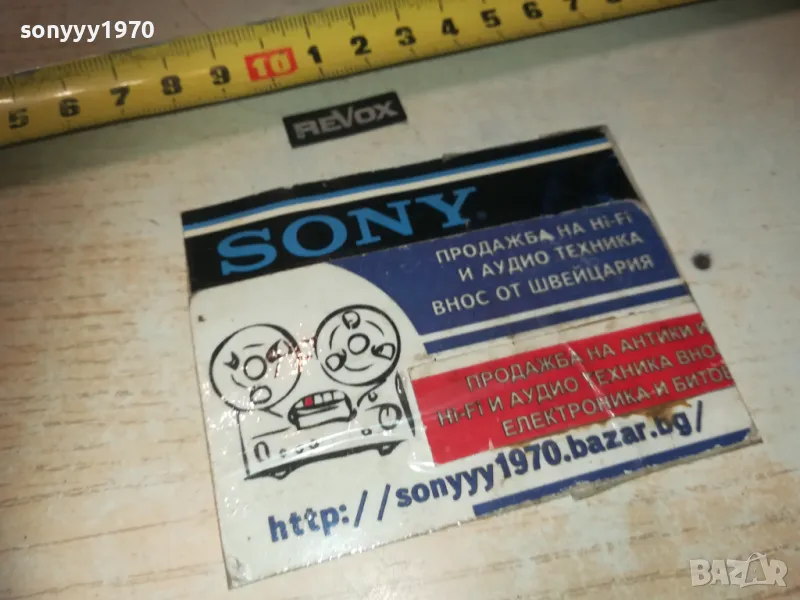 sonyyy1970
5 6 7 8 9 10 1 2 3 4 5 6 7 8
REVOX
SONY
ПРОДАЖБА НА Hi-Fi
И АУДИО ТЕХНИКА
ВНОС ОТ ШВЕЙЦАРИЯ
ПРОДАЖБА НА АНТИКИ И
Hi-Fi И АУДИО ТЕХНИКА ВНО
ЕЛЕКТРОНИКА И БИТОВ
http://sonyyy1970.bazar.bg/
BAZAR